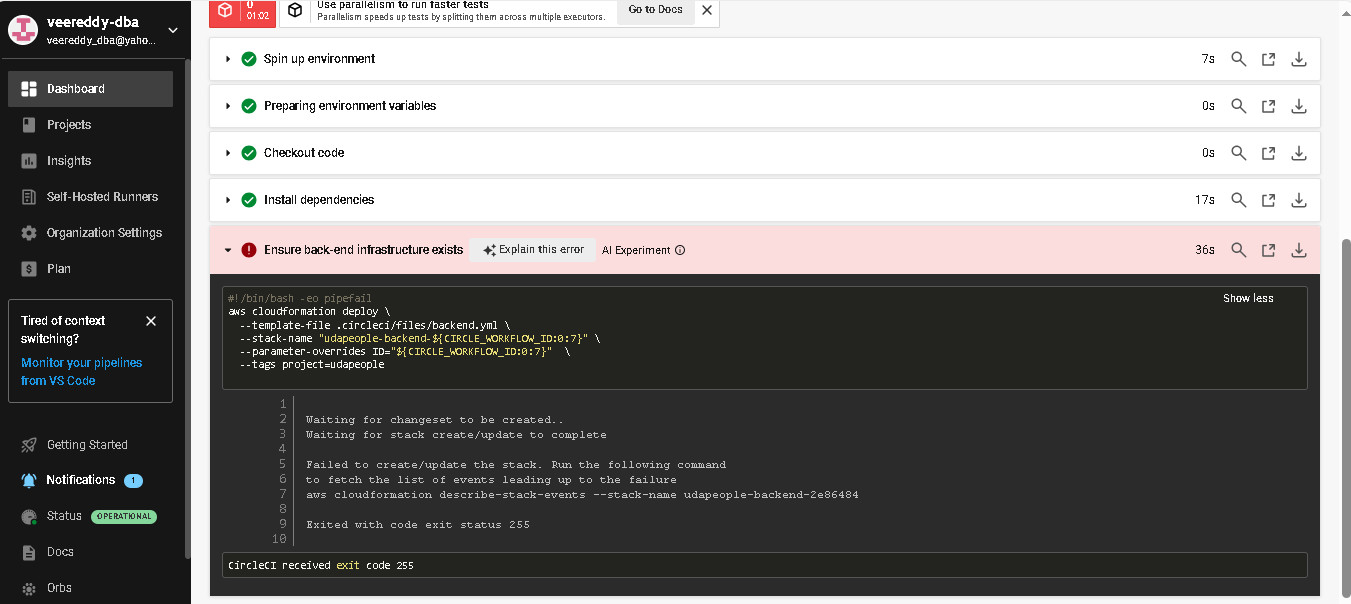 veereddy-dba
veereddy_dba@yaho...
Dashboard
Projects
Insights
Self-Hosted Runners
Organization Settings
Plan
Tired of context
switching?
Monitor your pipelines
from VS Code
Getting Started
Notifications 1
Status OPERATIONAL
Docs
Orbs
0
01:02
Use parallelism to run faster tests
Parallelism speeds up tests by splitting them across multiple executors.
Go to Docs
Spin up environment 7s
Preparing environment variables 0s
Checkout code 0s
Install dependencies 17s
Ensure back-end infrastructure exists Explain this error AI Experiment 36s
#!/bin/bash -eo pipefail
Show less
aws cloudformation deploy \
--template-file .circleci/files/backend.yml \
--stack-name "udapeople-backend-${CIRCLE_WORKFLOW_ID:0:7}" \
--parameter-overrides ID="${CIRCLE_WORKFLOW_ID:0:7}" \
--tags project=udapeople
1
2 Waiting for changeset to be created..
3 Waiting for stack create/update to complete
4
5 Failed to create/update the stack. Run the following command
6 to fetch the list of events leading up to the failure
7 aws cloudformation describe-stack-events --stack-name udapeople-backend-2e86484
8
9 Exited with code exit status 255
10
CircleCI received exit code 255